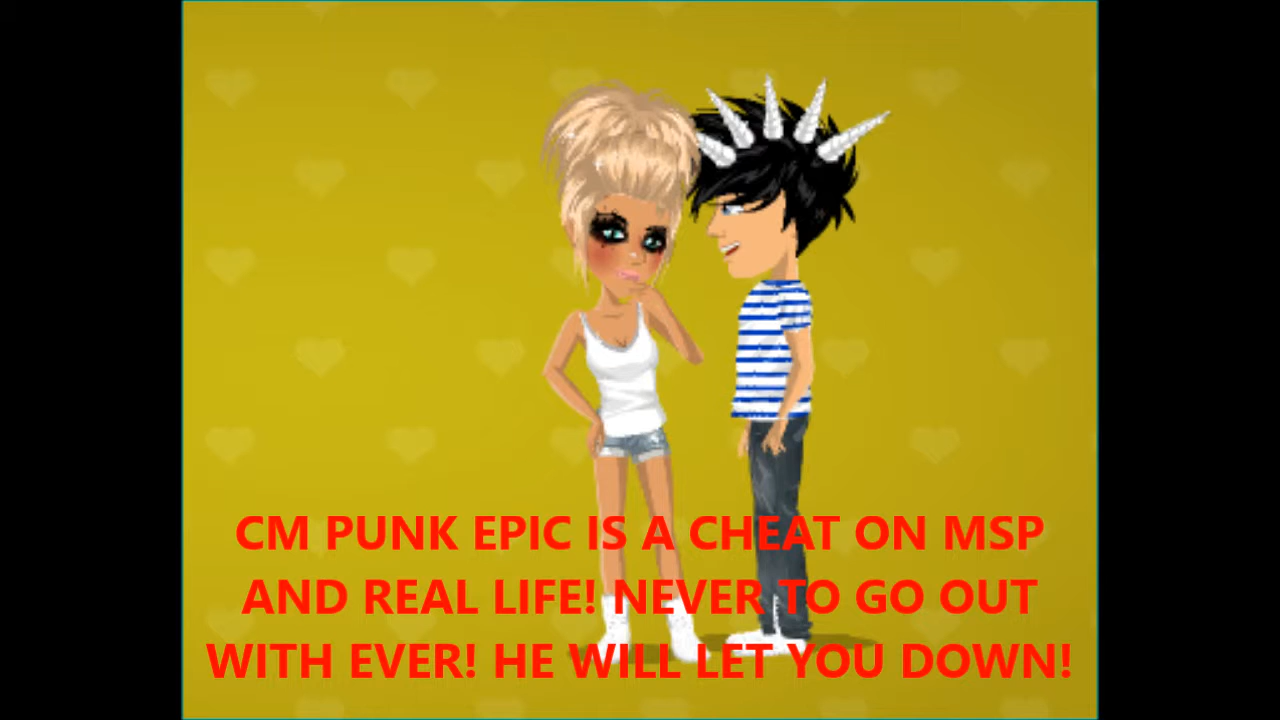 CM PUNK EPIC IS A CHEAT ON MSP
AND REAL LIFE! NEVER TO GO OUT
WITH EVER! HE WILL LET YOU DOWN!